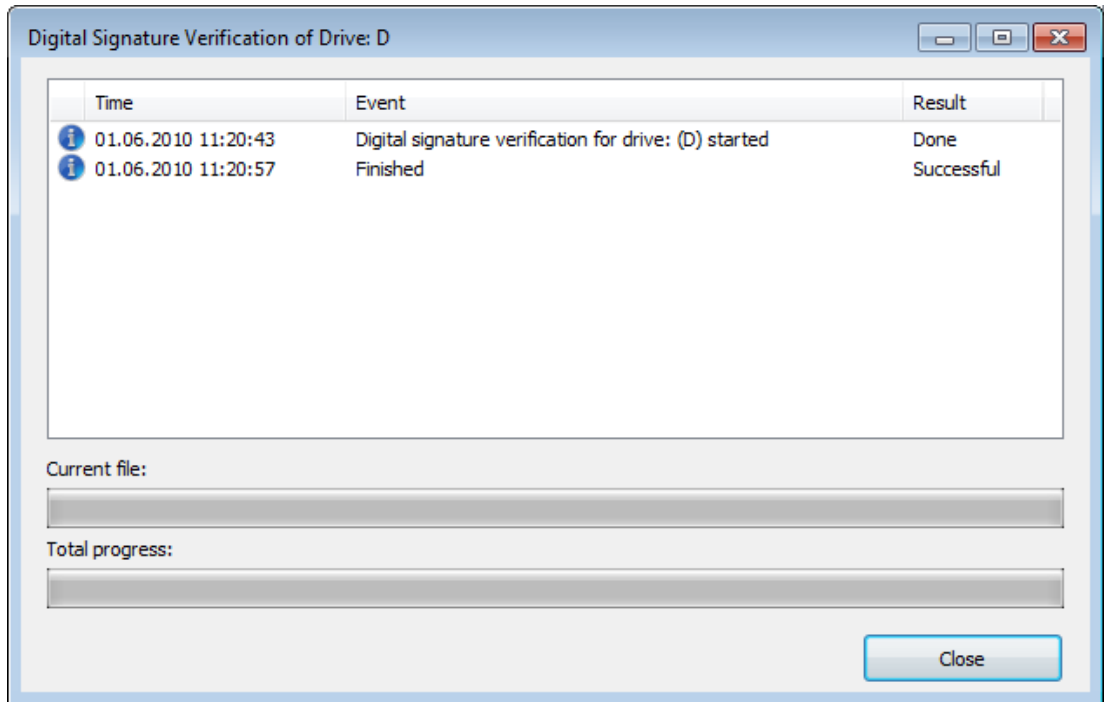 Digital Signature Verification of Drive: D
Time Event Result
01.06.2010 11:20:43 Digital signature verification for drive: (D) started Done
01.06.2010 11:20:57 Finished Successful
Current file:
Total progress:
Close